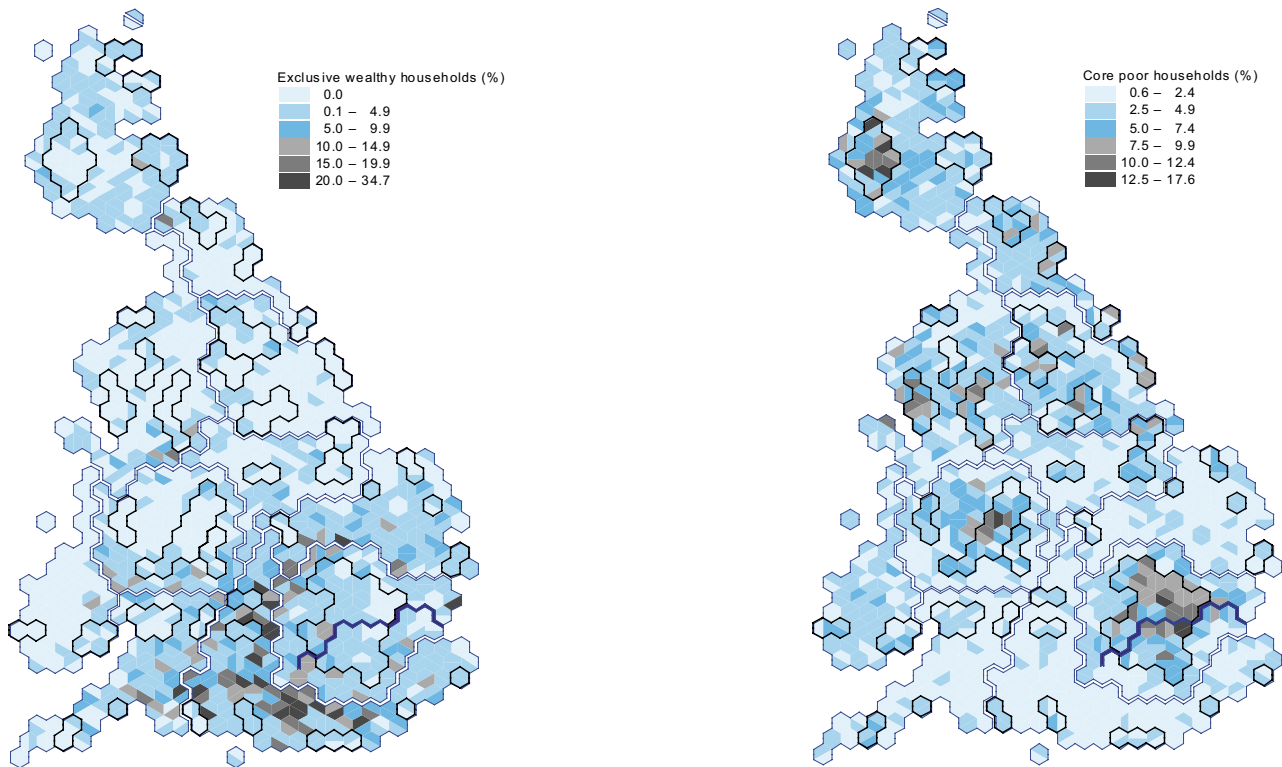 Exclusive wealthy households (%)
0.0
0.1 – 4.9
5.0 – 9.9
10.0 – 14.9
15.0 – 19.9
20.0 – 34.7
Core poor households (%)
0.6 – 2.4
2.5 – 4.9
5.0 – 7.4
7.5 – 9.9
10.0 – 12.4
12.5 – 17.6